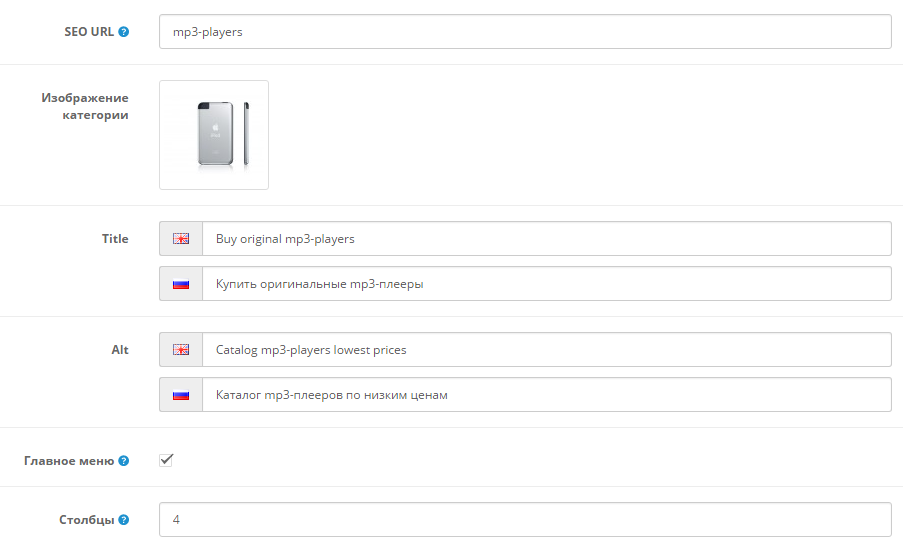 SEO URL
mp3-players
Изображение
категории
Title
Buy original mp3-players
Купить оригинальные mp3-плееры
Alt
Catalog mp3-players lowest prices
Каталог mp3-плееров по низким ценам
Главное меню
Столбцы
4